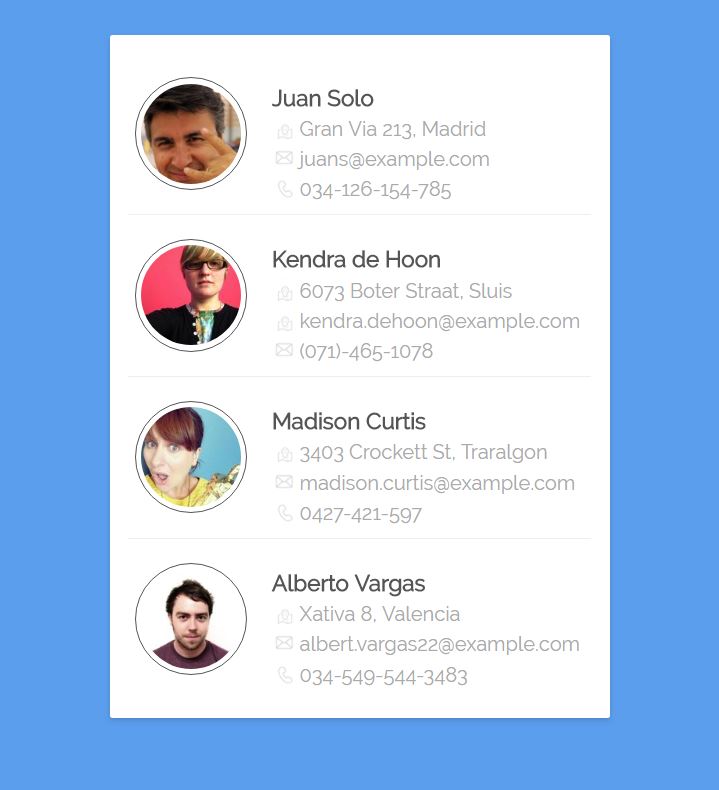 Juan Solo
Gran Via 213, Madrid
juans@example.com
034-126-154-785
Kendra de Hoon
6073 Boter Straat, Sluis
kendra.dehoon@example.com
(071)-465-1078
Madison Curtis
3403 Crockett St, Traralgon
madison.curtis@example.com
0427-421-597
Alberto Vargas
Xativa 8, Valencia
albert.vargas22@example.com
034-549-544-3483